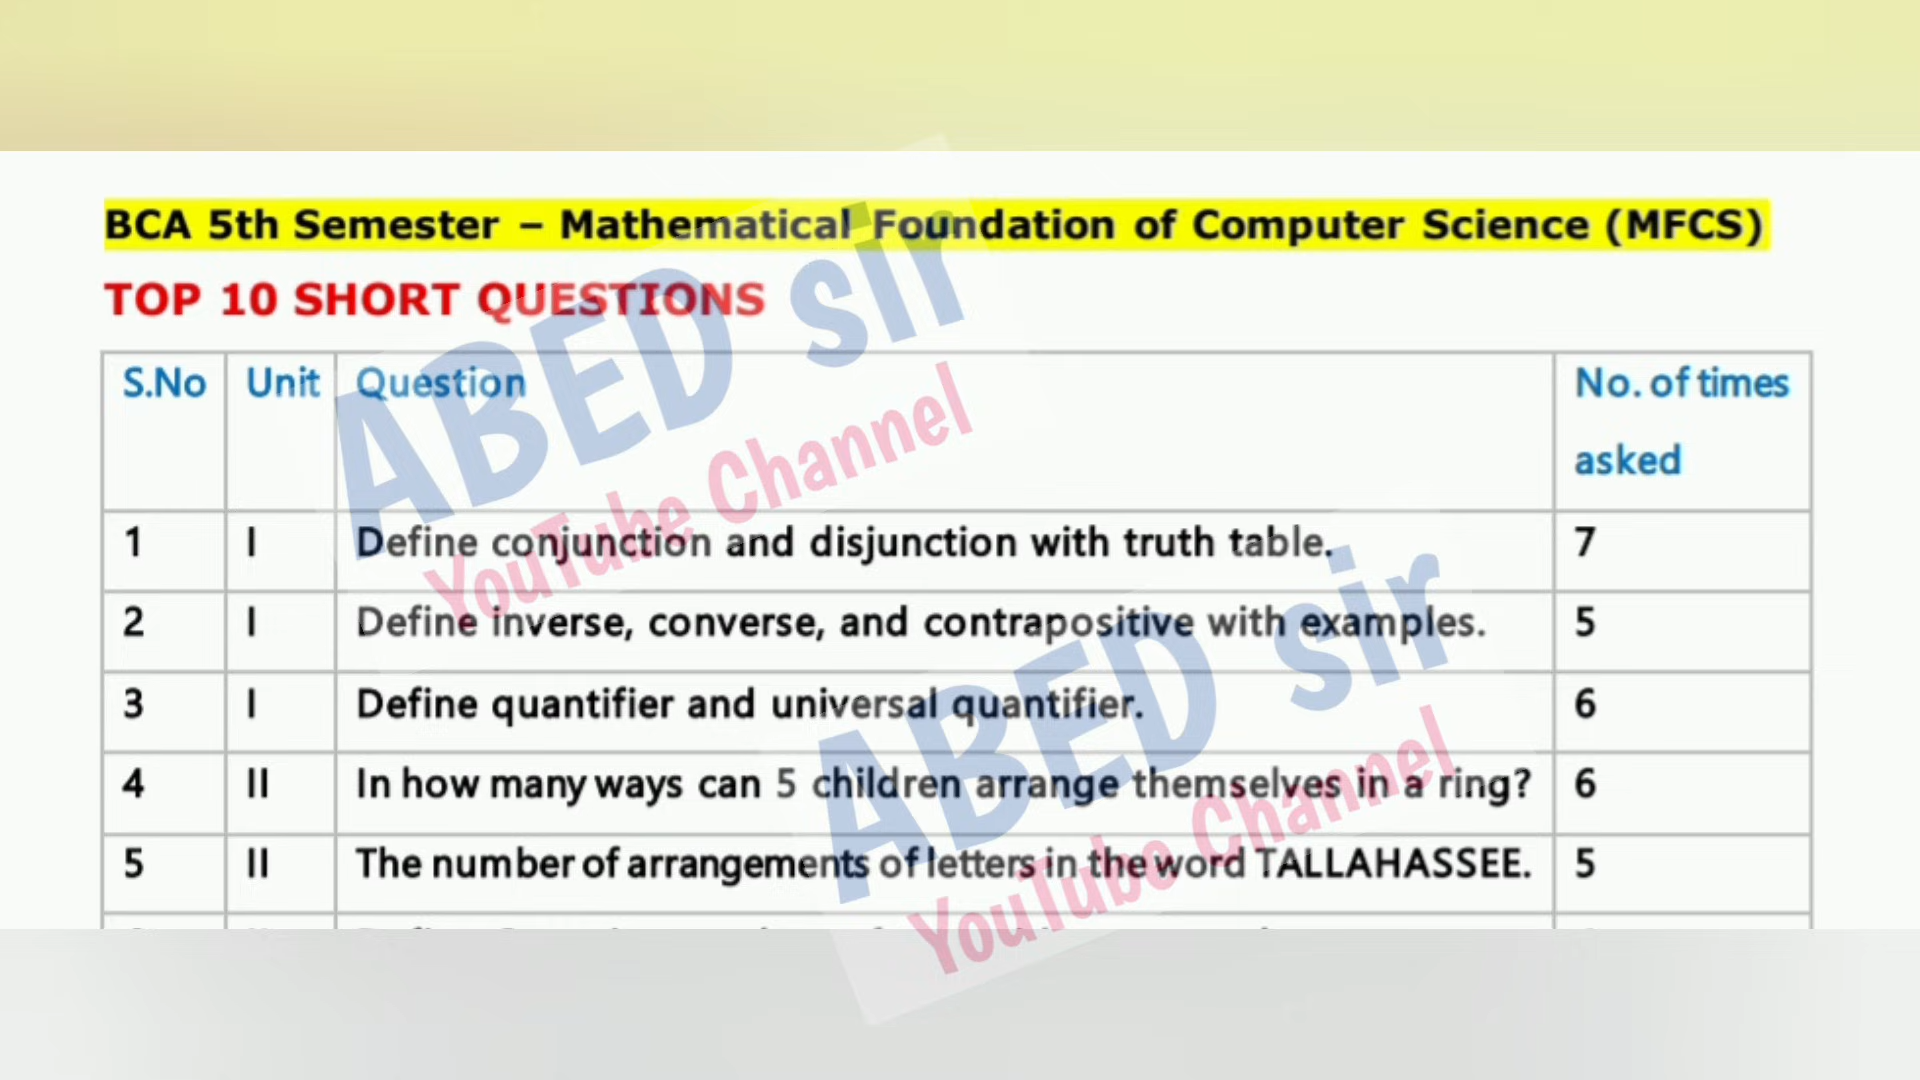 BCA 5th Semester – Mathematical Foundation of Computer Science (MFCS)
TOP 10 SHORT QUESTIONS
S.No Unit Question No. of times asked
1 I Define conjunction and disjunction with truth table. 7
2 I Define inverse, converse, and contrapositive with examples. 5
3 I Define quantifier and universal quantifier. 6
4 II In how many ways can 5 children arrange themselves in a ring? 6
5 II The number of arrangements of letters in the word TALLAHASSEE. 5
ABED sir
YouTube Channel
ABED sir
YouTube Channel